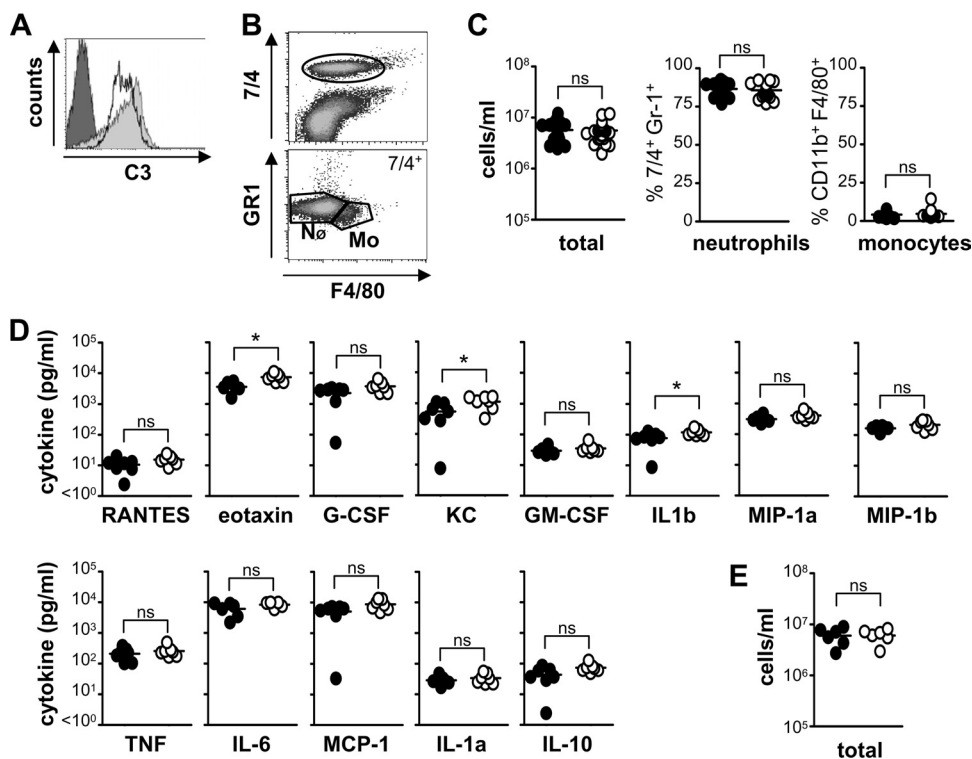 A
counts
C3
B
7/4
GR1
7/4⁺
Nø
Mo
F4/80
C
cells/ml
10⁸
10⁷
10⁶
10⁵
ns
total
% 7/4⁺ Gr-1⁺
100
75
50
25
0
ns
neutrophils
% CD11b⁺ F4/80⁺
100
75
50
25
0
ns
monocytes
D
cytokine (pg/ml)
10⁵
10⁴
10³
10²
10¹
<10⁰
ns
*
ns
*
ns
*
ns
ns
RANTES eotaxin G-CSF KC GM-CSF IL1b MIP-1a MIP-1b
cytokine (pg/ml)
10⁵
10⁴
10³
10²
10¹
<10⁰
ns
ns
ns
ns
ns
TNF IL-6 MCP-1 IL-1a IL-10
E
cells/ml
10⁸
10⁷
10⁶
10⁵
ns
total